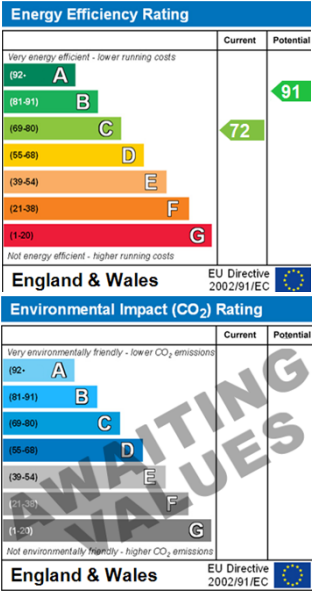 Energy Efficiency Rating
Current Potential
Very energy efficient - lower running costs
(92+ A
(81-91) B
(69-80) C
(55-68) D
(39-54) E
(21-38) F
(1-20) G
91
72
Not energy efficient - higher running costs
England & Wales
EU Directive
2002/91/EC
Environmental Impact (CO₂) Rating
Current Potential
Very environmentally friendly - lower CO₂ emissions
(92+ A
(81-91) B
(69-80) C
(55-68) D
(39-54) E
(21-38) F
(1-20) G
AWAITING
VALUES
Not environmentally friendly - higher CO₂ emissions
England & Wales
EU Directive
2002/91/EC